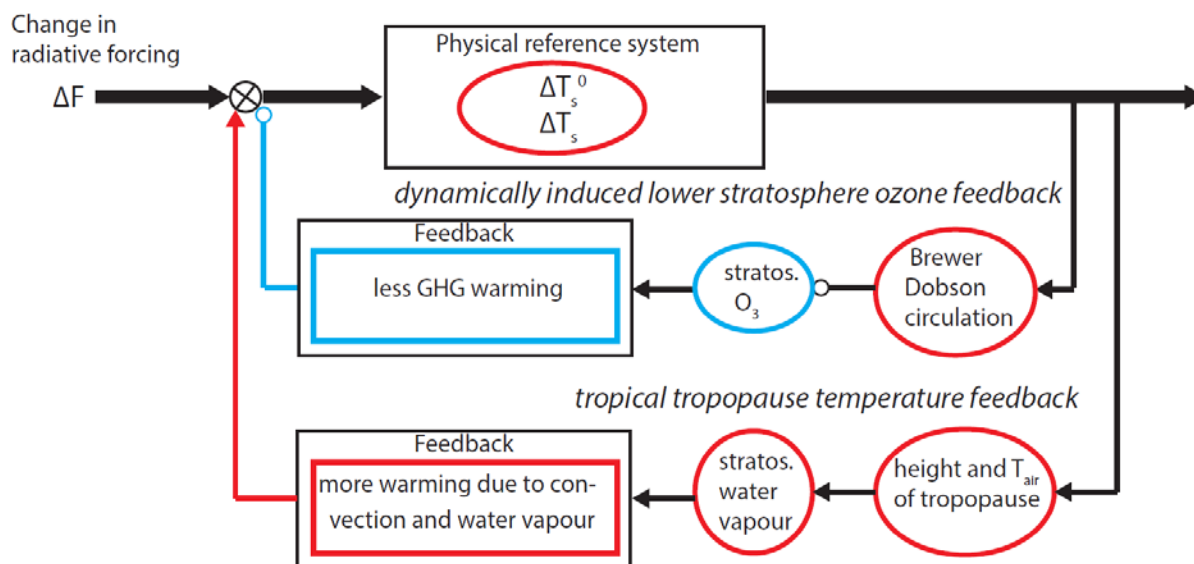 Change in
radiative forcing
ΔF
Physical reference system
ΔTₛ⁰
ΔTₛ
dynamically induced lower stratosphere ozone feedback
Feedback
less GHG warming
stratos.
O₃
Brewer
Dobson
circulation
tropical tropopause temperature feedback
Feedback
more warming due to con-
vection and water vapour
stratos.
water
vapour
height and Tₐᵢᵣ
of tropopause